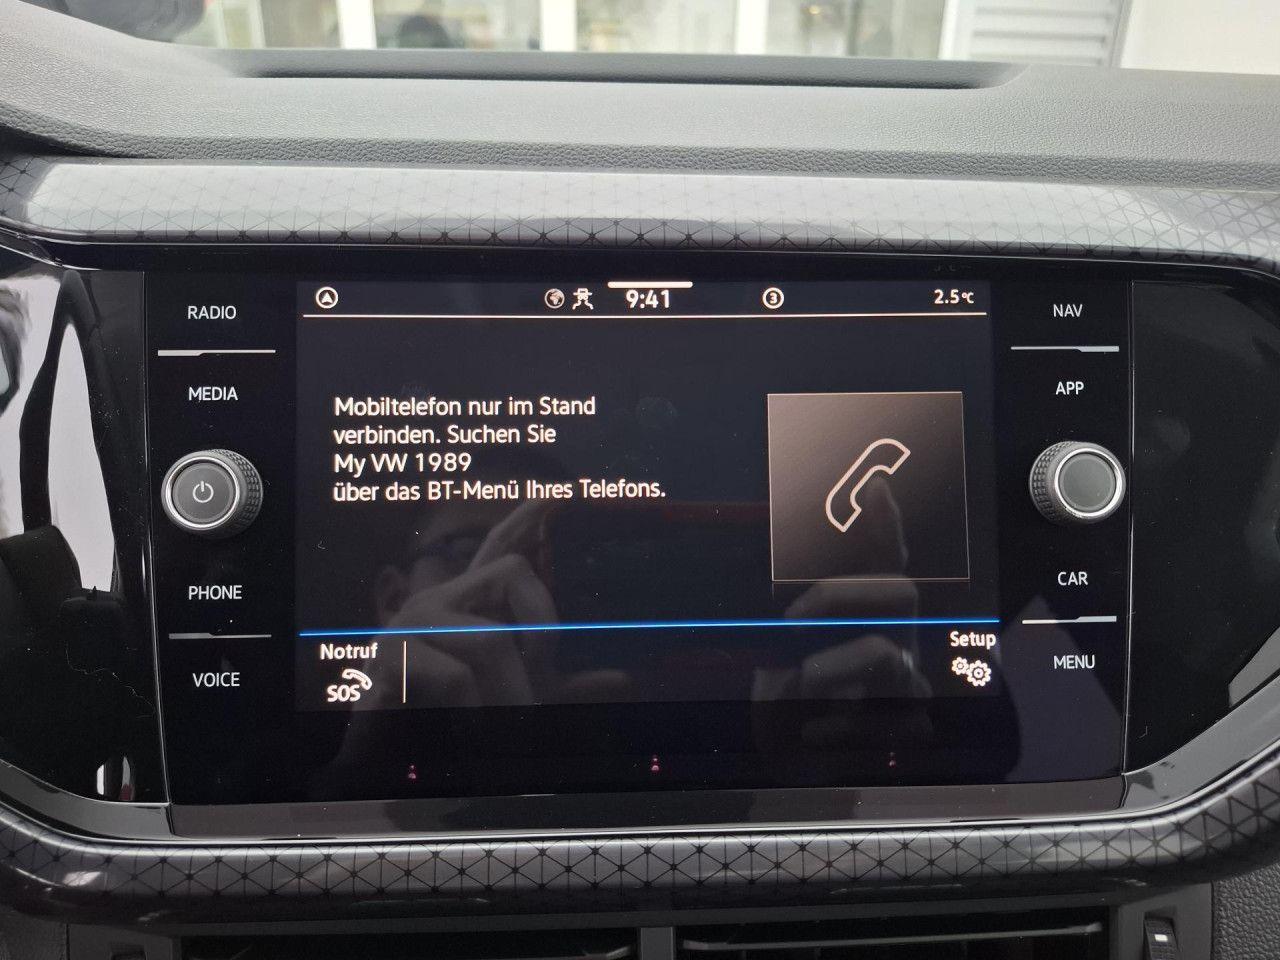 RADIO
MEDIA
PHONE
VOICE
9:41
3
2.5°C
Mobiltelefon nur im Stand
verbinden. Suchen Sie
My VW 1989
über das BT-Menü Ihres Telefons.
Notruf
SOS
Setup
NAV
APP
CAR
MENU